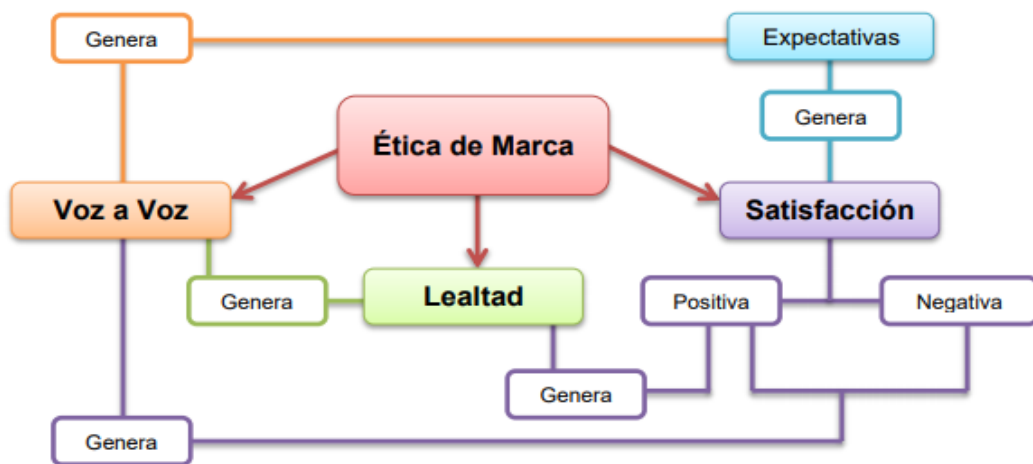 Genera
Expectativas
Genera
Ética de Marca
Voz a Voz
Satisfacción
Genera
Lealtad
Positiva
Negativa
Genera
Genera